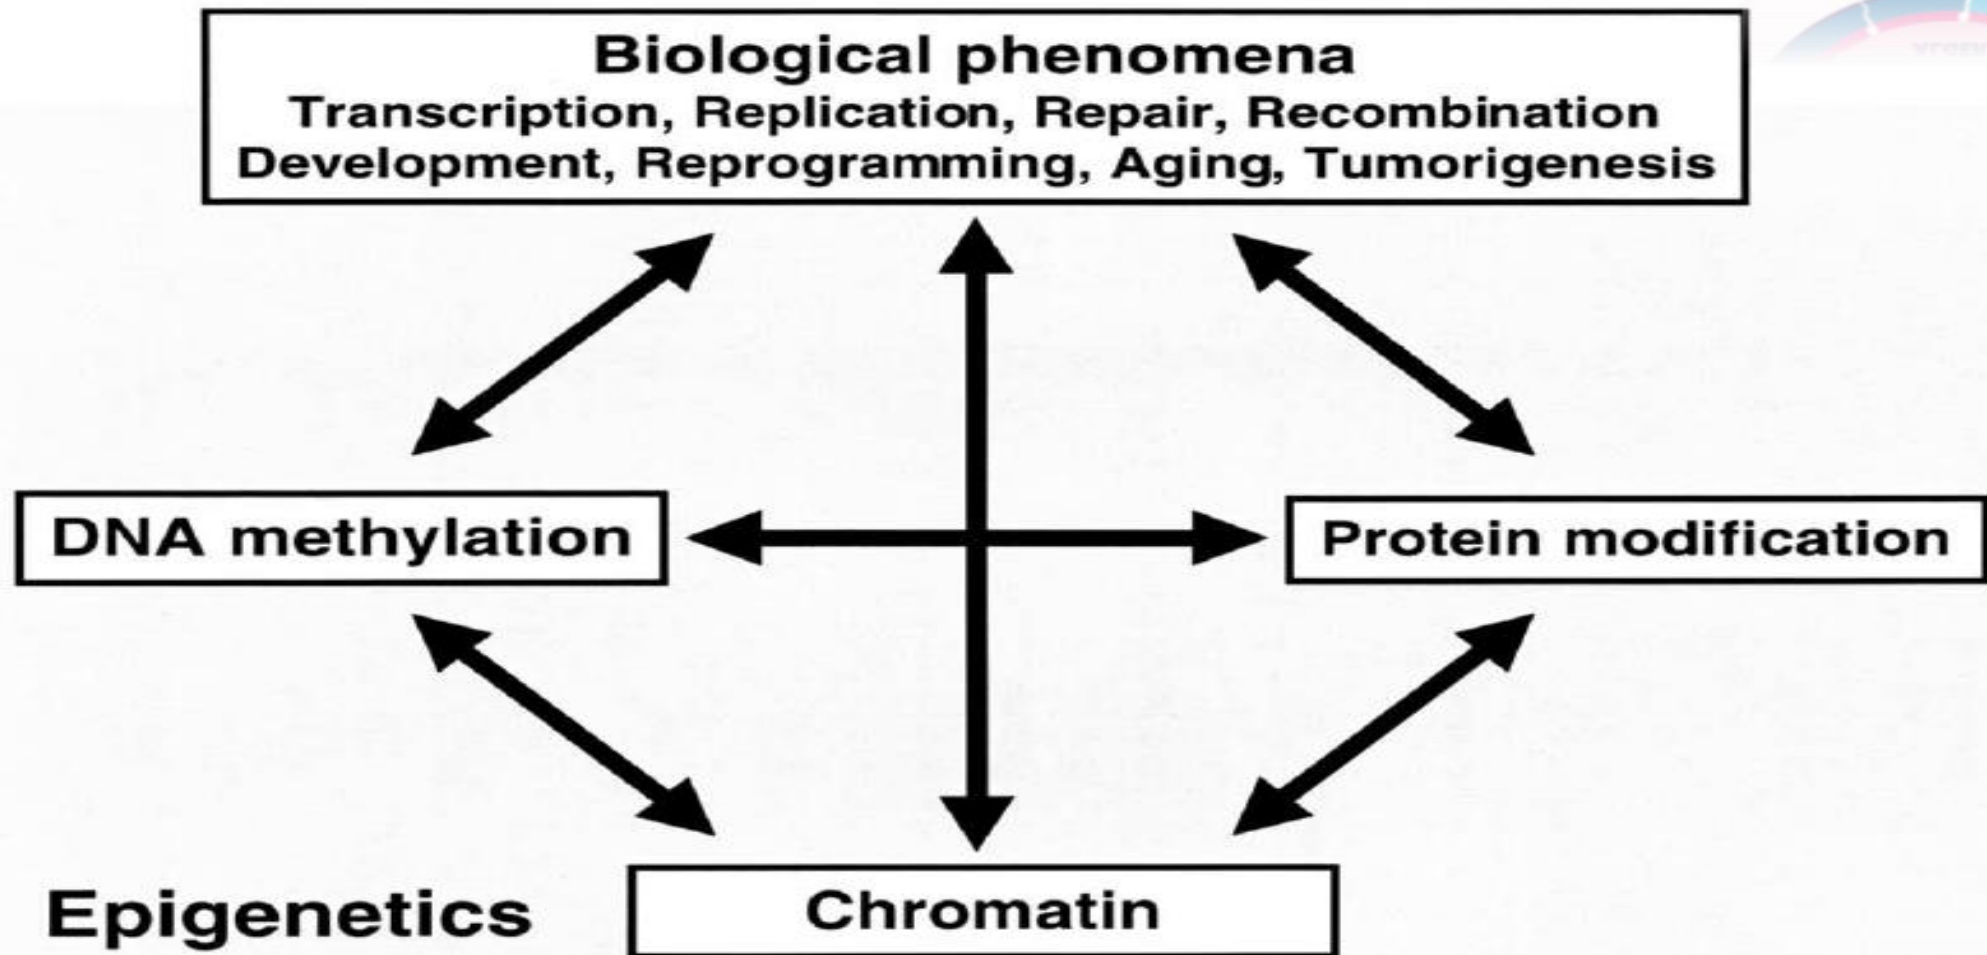 Biological phenomena
Transcription, Replication, Repair, Recombination
Development, Reprogramming, Aging, Tumorigenesis
DNA methylation
Protein modification
Epigenetics
Chromatin